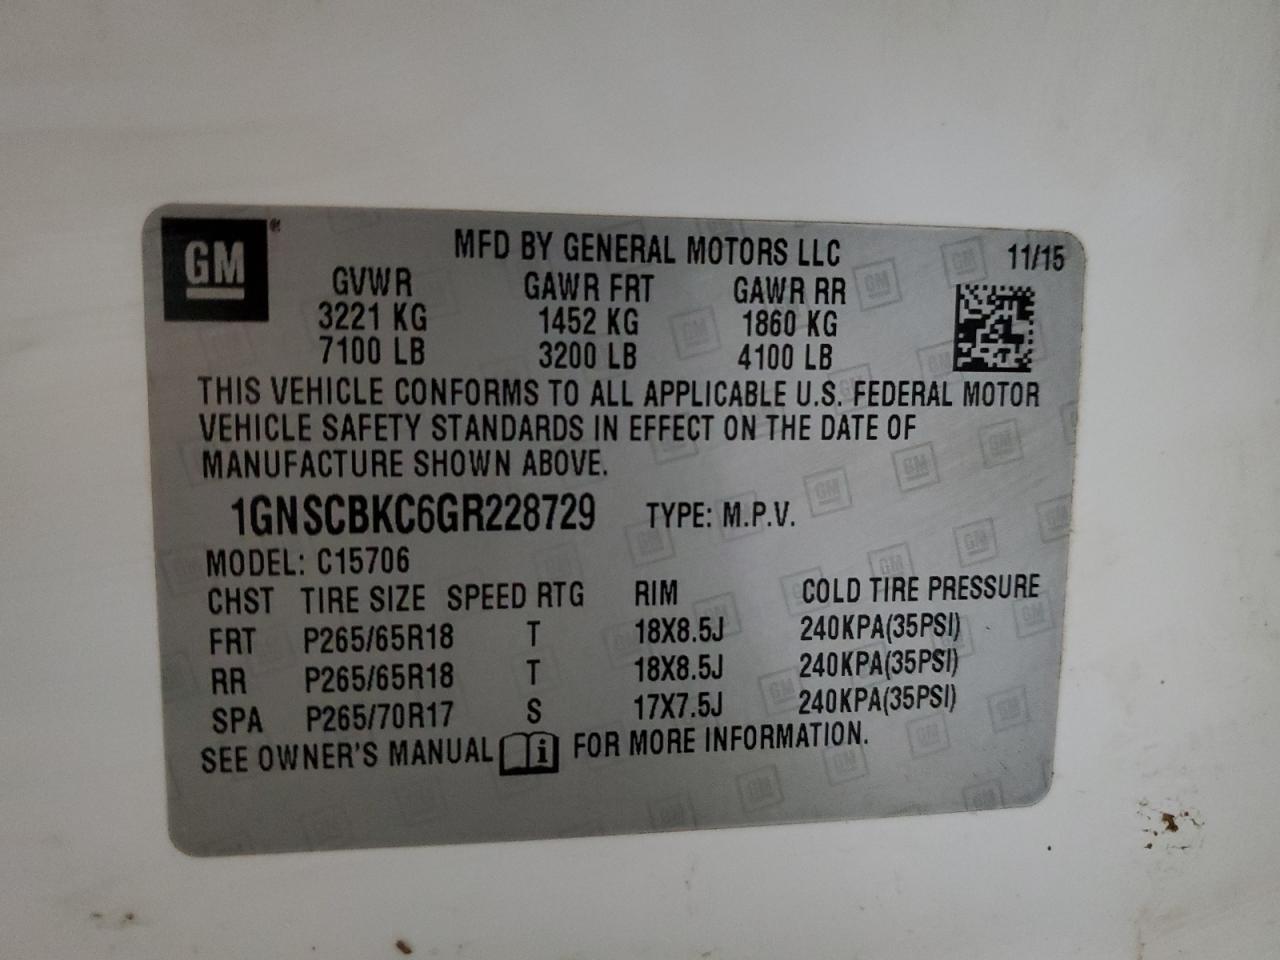 GM®
MFD BY GENERAL MOTORS LLC 11/15
GVWR GAWR FRT GAWR RR
3221 KG 1452 KG 1860 KG
7100 LB 3200 LB 4100 LB
THIS VEHICLE CONFORMS TO ALL APPLICABLE U.S. FEDERAL MOTOR
VEHICLE SAFETY STANDARDS IN EFFECT ON THE DATE OF
MANUFACTURE SHOWN ABOVE.
1GNSCBKC6GR228729 TYPE: M.P.V.
MODEL: C15706
CHST TIRE SIZE SPEED RTG RIM COLD TIRE PRESSURE
FRT P265/65R18 T 18X8.5J 240KPA(35PSI)
RR P265/65R18 T 18X8.5J 240KPA(35PSI)
SPA P265/70R17 S 17X7.5J 240KPA(35PSI)
SEE OWNER'S MANUAL i FOR MORE INFORMATION.